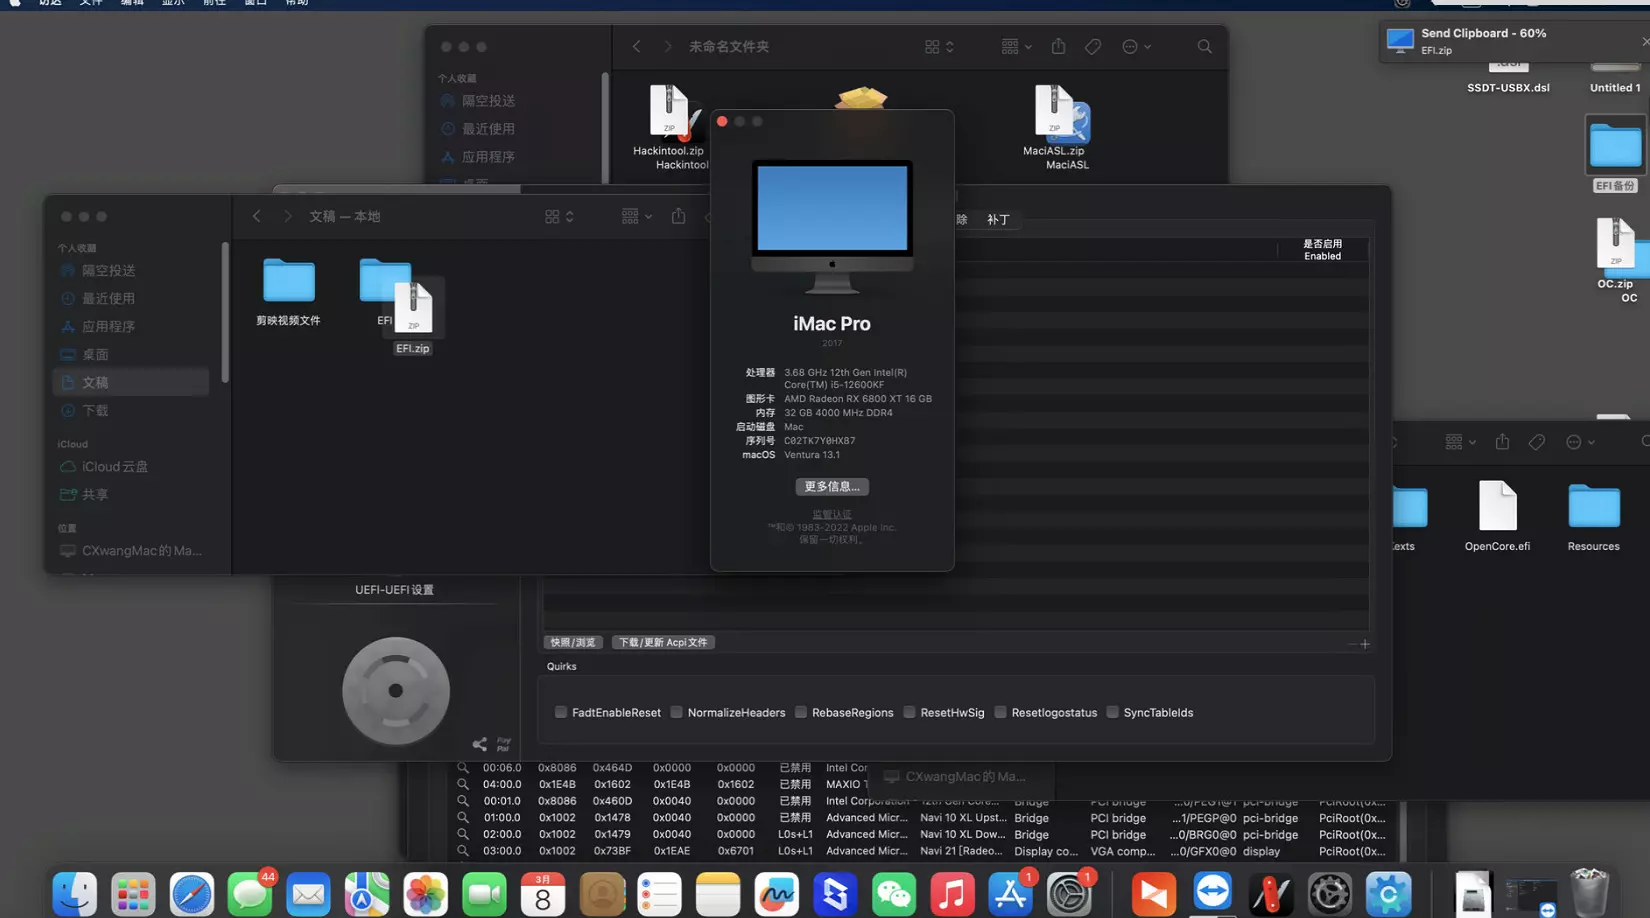 访达 文件 编辑 显示 前往 窗口 帮助
Send Clipboard - 60%
EFI.zip
SSDT-USBX.dsl
Untitled 1
EFI备份
OC.zip
OC
未命名文件夹
个人收藏
隔空投送
最近使用
应用程序
Hackintool.zip
Hackintool
MaciASL.zip
MaciASL
文稿 — 本地
个人收藏
隔空投送
最近使用
应用程序
桌面
文稿
下载
iCloud
iCloud云盘
共享
位置
CXwangMac的 Ma...
剪映视频文件
EFI
EFI.zip
ZIP
iMac Pro
2017
处理器 3.68 GHz 12th Gen Intel(R)
Core(TM) i5-12600KF
图形卡 AMD Radeon RX 6800 XT 16 GB
内存 32 GB 4000 MHz DDR4
启动磁盘 Mac
序列号 C02TK7Y0HX87
macOS Ventura 13.1
更多信息...
监管认证
™和© 1983-2022 Apple Inc.
保留一切权利。
除 补丁
是否启用
Enabled
UEFI-UEFI设置
快照/浏览 下载/更新 Acpi文件
Quirks
FadtEnableReset NormalizeHeaders RebaseRegions ResetHwSig Resetlogostatus SyncTableIds
OpenCore.efi
Resources
CXwangMac的 Ma...
00:06.0 0x8086 0x464D 0x0000 0x0000 已禁用 Intel Cor
04:00.0 0x1E4B 0x1602 0x1E4B 0x1602 已禁用 MAXIO T
00:01.0 0x8086 0x460D 0x0040 0x0000 已禁用 Intel Corporation 12th Gen Core... Bridge PCI bridge ...0/PEG1@1 pci-bridge PciRoot(0x...
01:00.0 0x1002 0x1478 0x0040 0x0000 已禁用 Advanced Micr... Navi 10 XL Upst... Bridge PCI bridge ...1/PEGP@0 pci-bridge PciRoot(0x...
02:00.0 0x1002 0x1479 0x0040 0x0000 L0s+L1 Advanced Micr... Navi 10 XL Dow... Bridge PCI bridge ...0/BRG0@0 pci-bridge PciRoot(0x...
03:00.0 0x1002 0x73BF 0x1EAE 0x6701 L0s+L1 Advanced Micr... Navi 21 [Radeo... Display co... VGA comp... ...0/GFX0@0 display PciRoot(0x...
44
3月
8
1
1